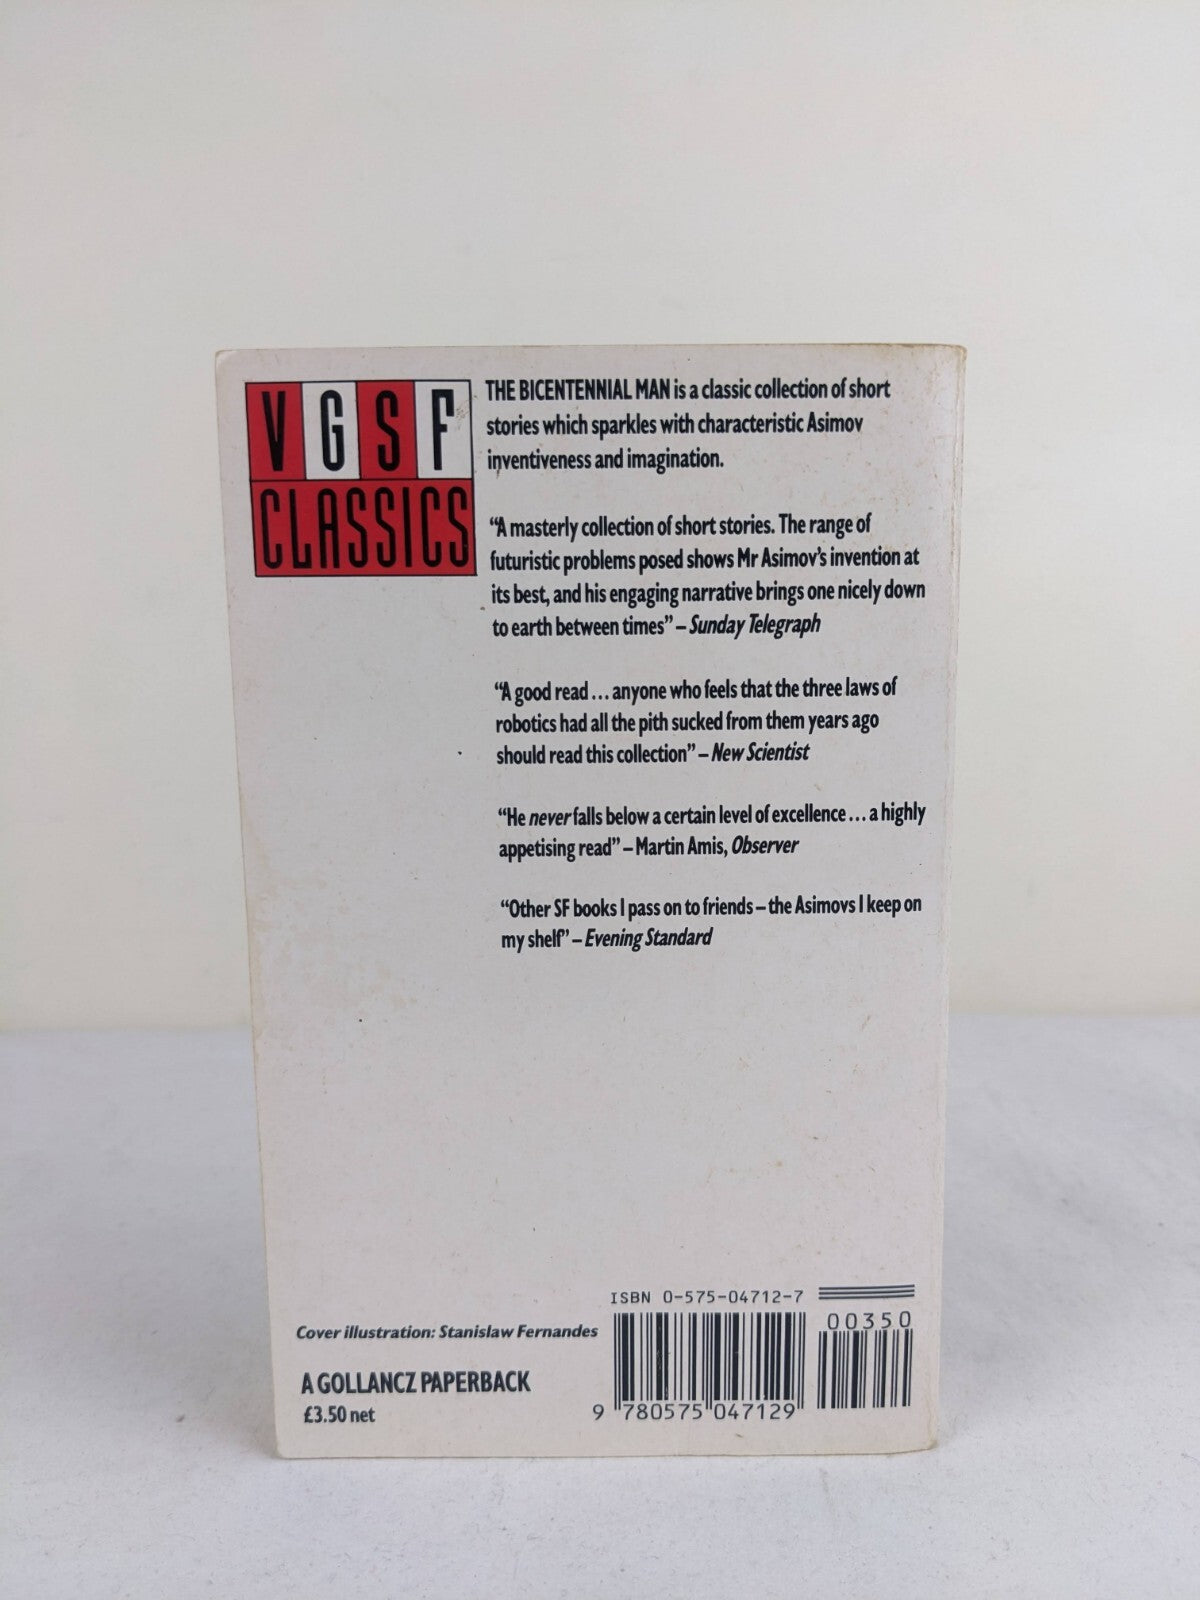 VGSF
CLASSICS
THE BICENTENNIAL MAN is a classic collection of short
stories which sparkles with characteristic Asimov
inventiveness and imagination.
“A masterly collection of short stories. The range of
futuristic problems posed shows Mr Asimov’s invention at
its best, and his engaging narrative brings one nicely down
to earth between times” – Sunday Telegraph
“A good read ... anyone who feels that the three laws of
robotics had all the pith sucked from them years ago
should read this collection” – New Scientist
“He never falls below a certain level of excellence ... a highly
appetising read” – Martin Amis, Observer
“Other SF books I pass on to friends – the Asimovs I keep on
my shelf” – Evening Standard
ISBN 0-575-04712-7
00350
Cover illustration: Stanislaw Fernandes
A GOLLANCZ PAPERBACK
£3.50 net
9 780575 047129